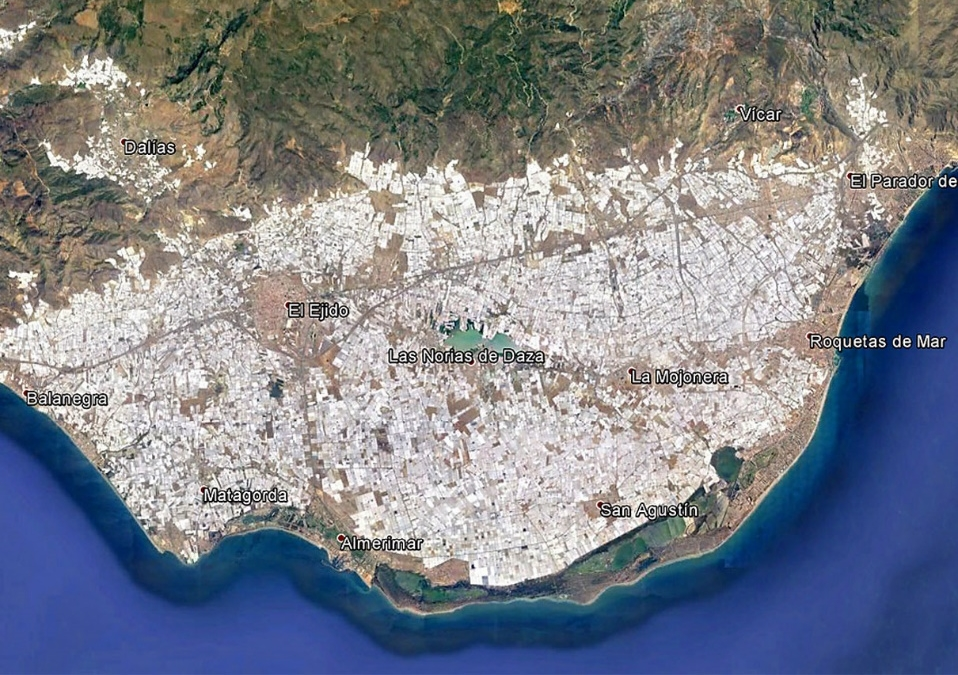 Vícar
Dalías
El Parador de
El Ejido
Roquetas de Mar
Las Norias de Daza
La Mojonera
Balanegra
Matagorda
San Agustín
Almerimar